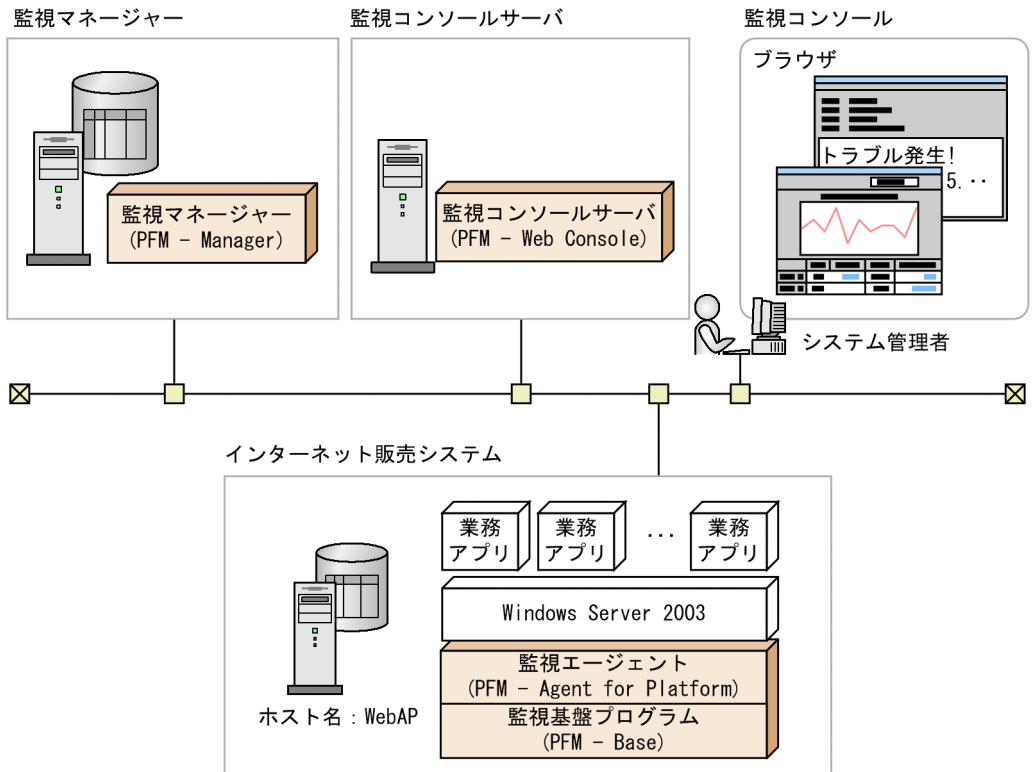 監視マネージャー
監視コンソールサーバ
監視コンソール
ブラウザ
トラブル発生!
5. ‥
監視マネージャー
(PFM - Manager)
監視コンソールサーバ
(PFM - Web Console)
システム管理者
インターネット販売システム
業務
アプリ
業務
アプリ
...
業務
アプリ
Windows Server 2003
監視エージェント
(PFM - Agent for Platform)
監視基盤プログラム
(PFM - Base)
ホスト名:WebAP